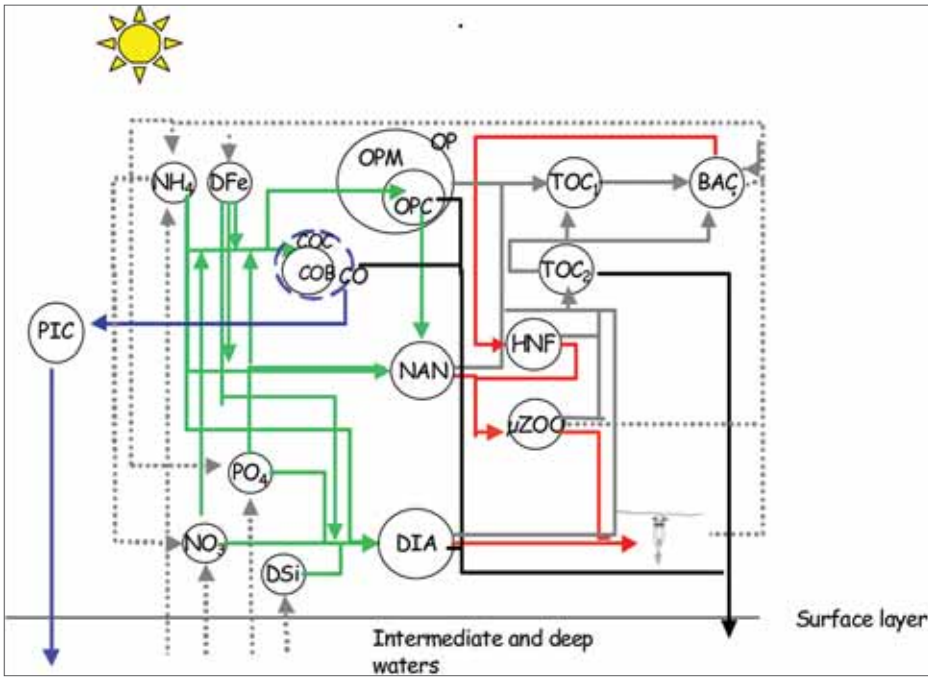 OP
OPM
NH₄
DFe
TOC₁
BAC
OPC
COC
COB
CO
TOC₂
PIC
HNF
NAN
µZOO
PO₄
NO₃
DIA
DSi
Surface layer
Intermediate and deep
waters